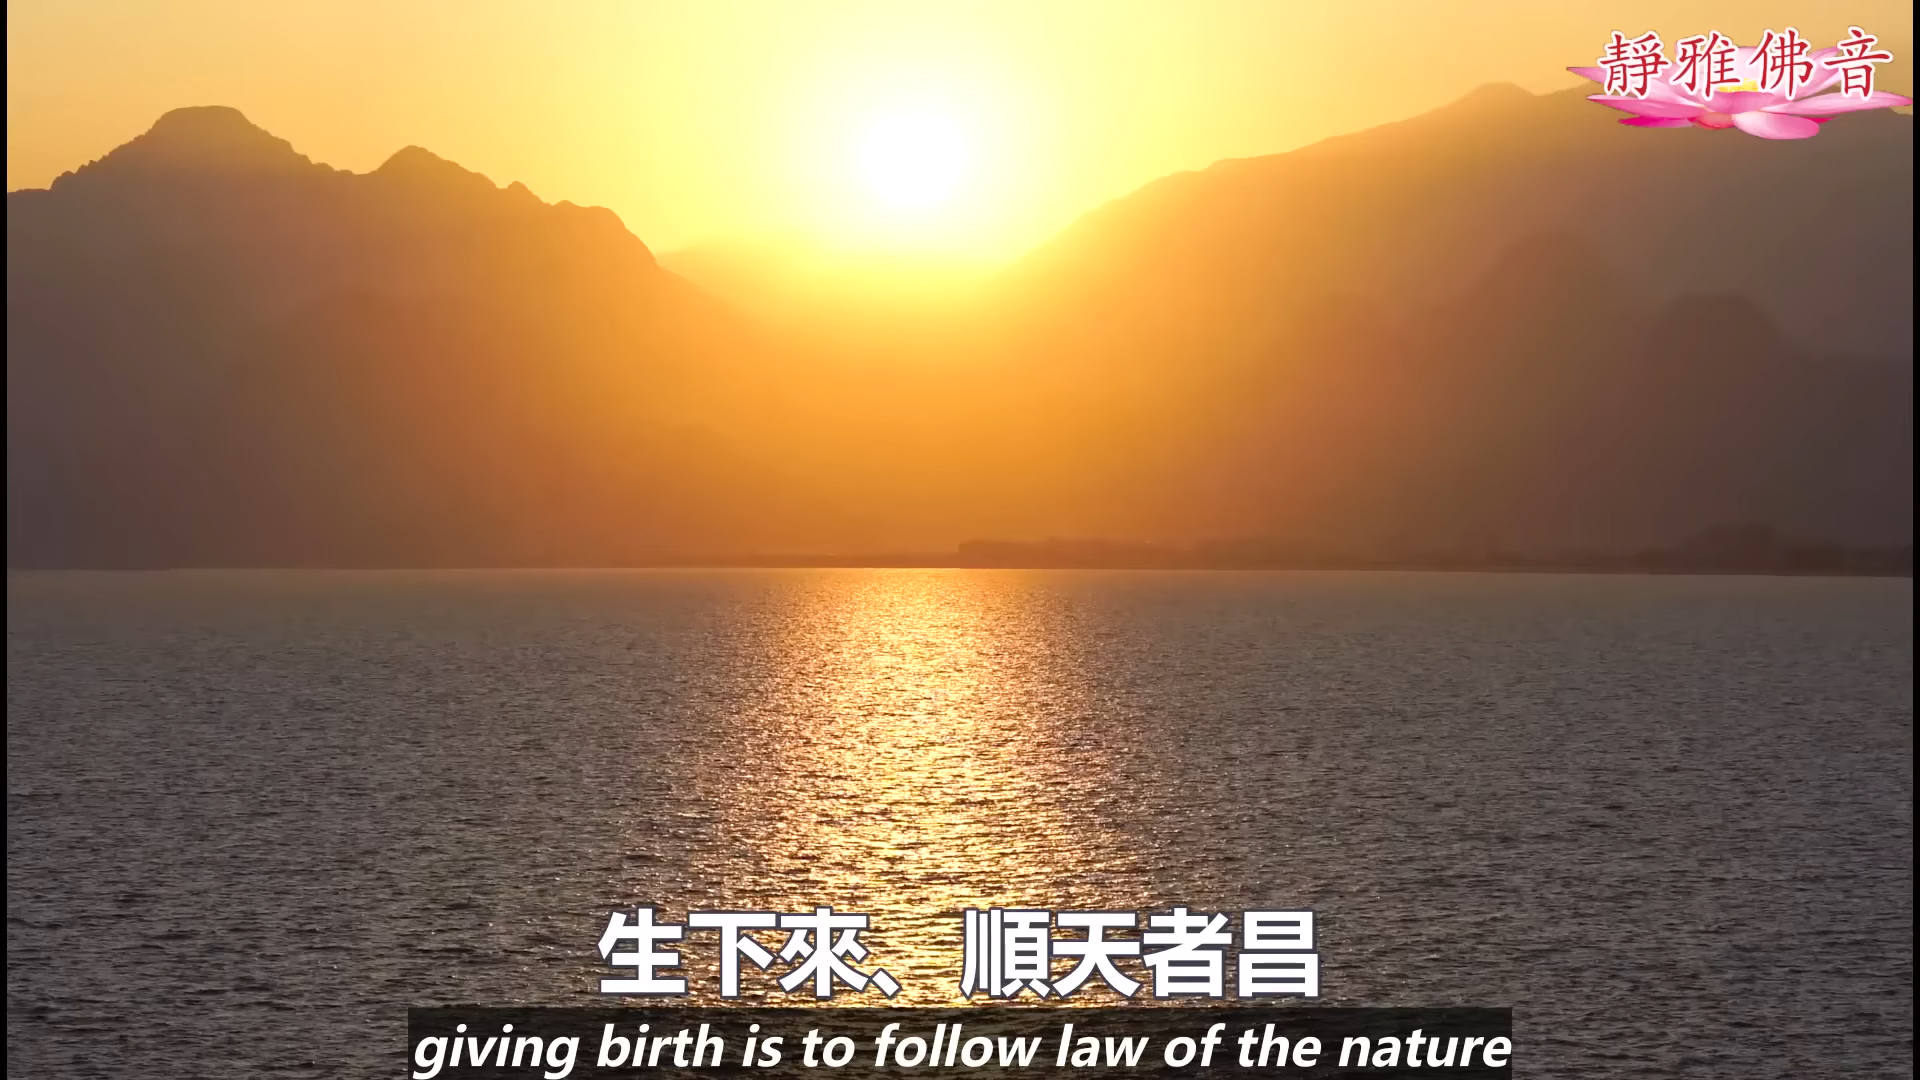 靜雅佛音
生下來、順天者昌
giving birth is to follow law of the nature